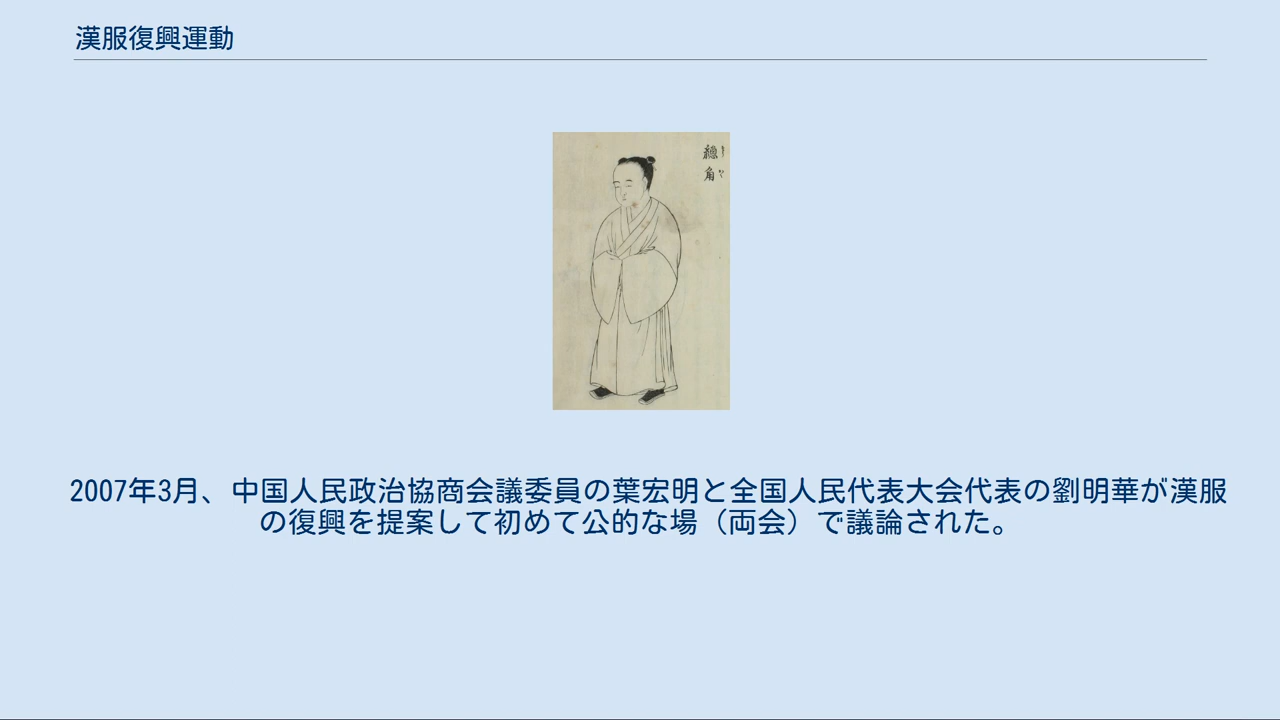 漢服復興運動
總角
2007年3月、中国人民政治協商会議委員の葉宏明と全国人民代表大会代表の劉明華が漢服
の復興を提案して初めて公的な場（両会）で議論された。